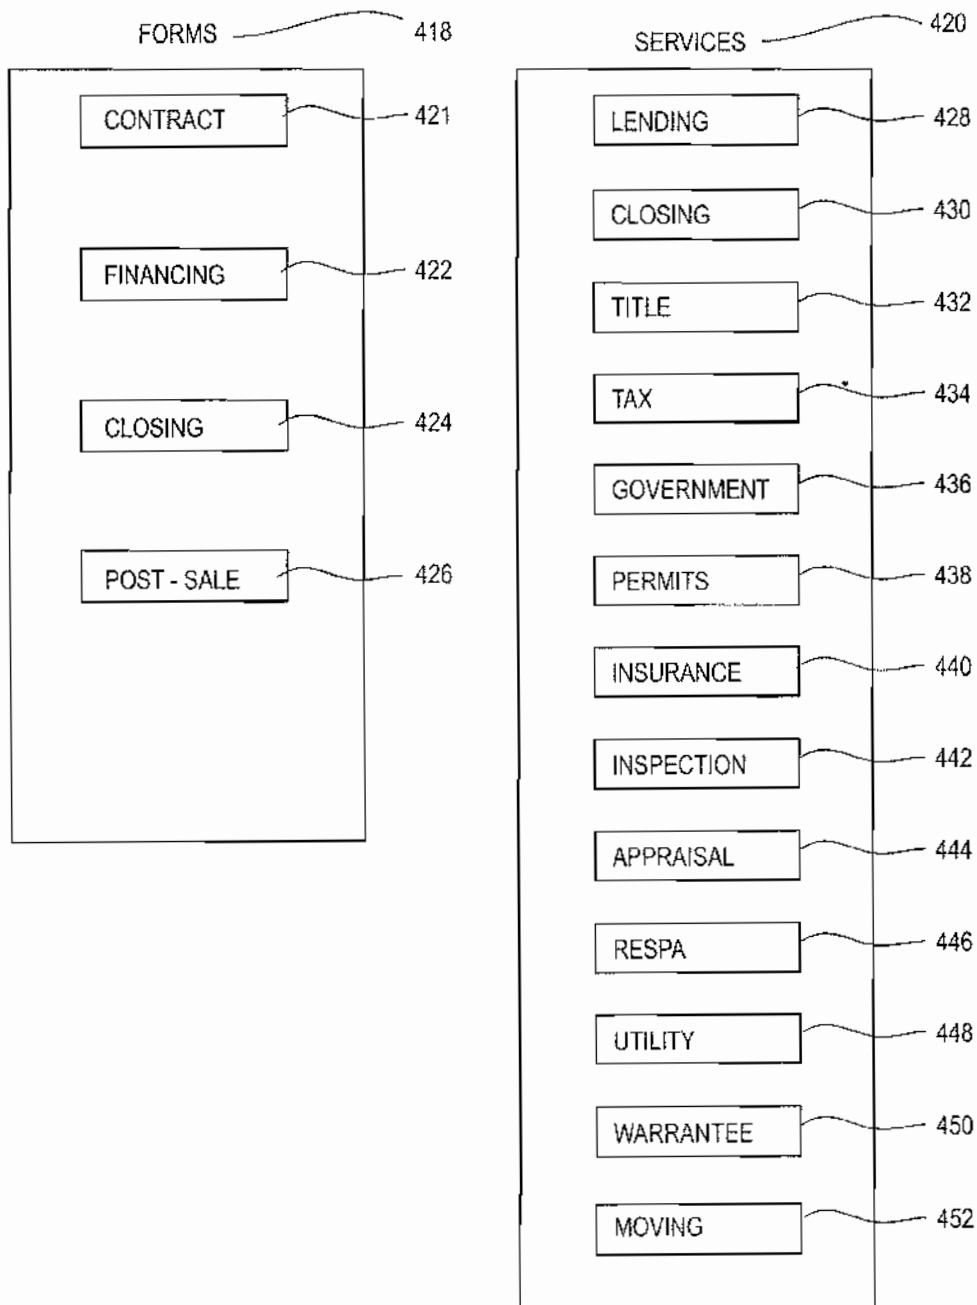 FORMS 418
CONTRACT 421
FINANCING 422
CLOSING 424
POST - SALE 426
SERVICES 420
LENDING 428
CLOSING 430
TITLE 432
TAX 434
GOVERNMENT 436
PERMITS 438
INSURANCE 440
INSPECTION 442
APPRAISAL 444
RESPA 446
UTILITY 448
WARRANTEE 450
MOVING 452